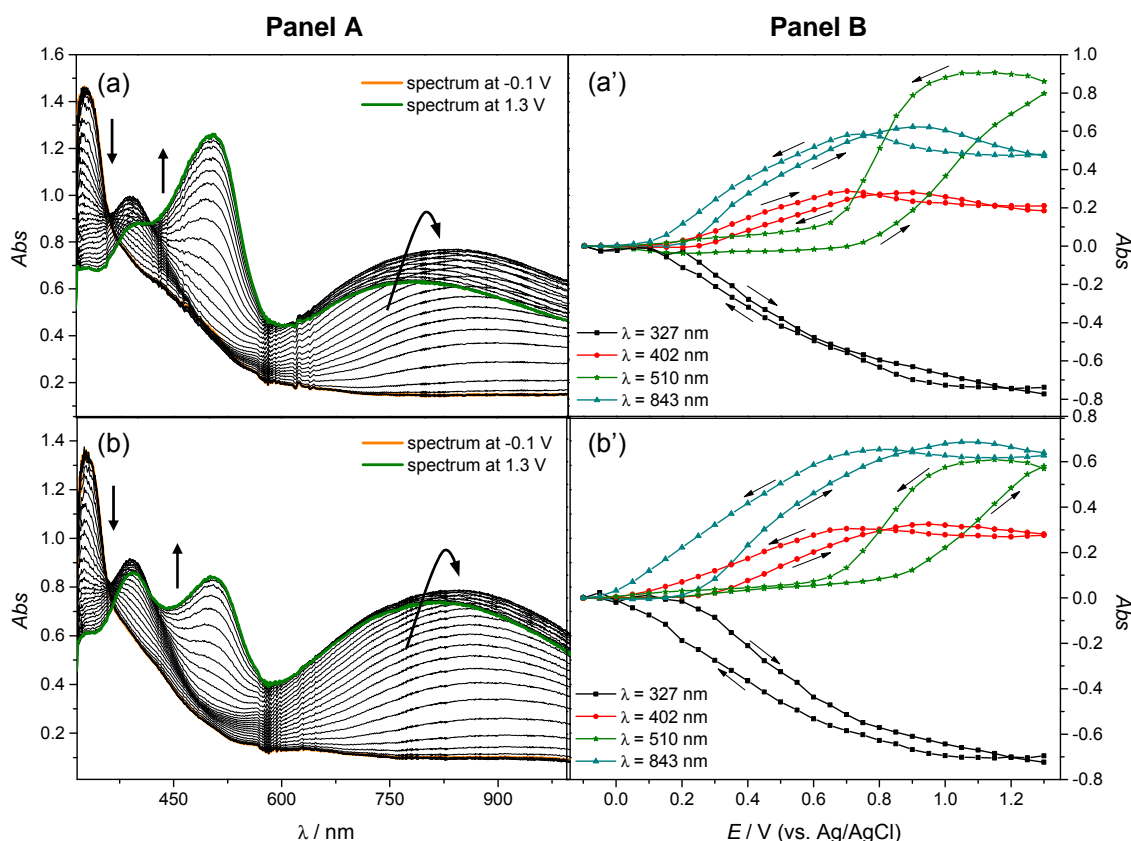 Panel A
Panel B
(a)
spectrum at -0.1 V
spectrum at 1.3 V
1.6
1.4
1.2
1.0
0.8
0.6
0.4
0.2
Abs
(a')
λ = 327 nm
λ = 402 nm
λ = 510 nm
λ = 843 nm
1.0
0.8
0.6
0.4
0.2
0.0
-0.2
-0.4
-0.6
0.8
Abs
(b)
spectrum at -0.1 V
spectrum at 1.3 V
1.4
1.2
1.0
0.8
0.6
0.4
0.2
Abs
450 600 750 900
λ / nm
(b')
λ = 327 nm
λ = 402 nm
λ = 510 nm
λ = 843 nm
0.6
0.4
0.2
0.0
-0.2
-0.4
-0.6
-0.8
Abs
0.0 0.2 0.4 0.6 0.8 1.0 1.2
E / V (vs. Ag/AgCl)